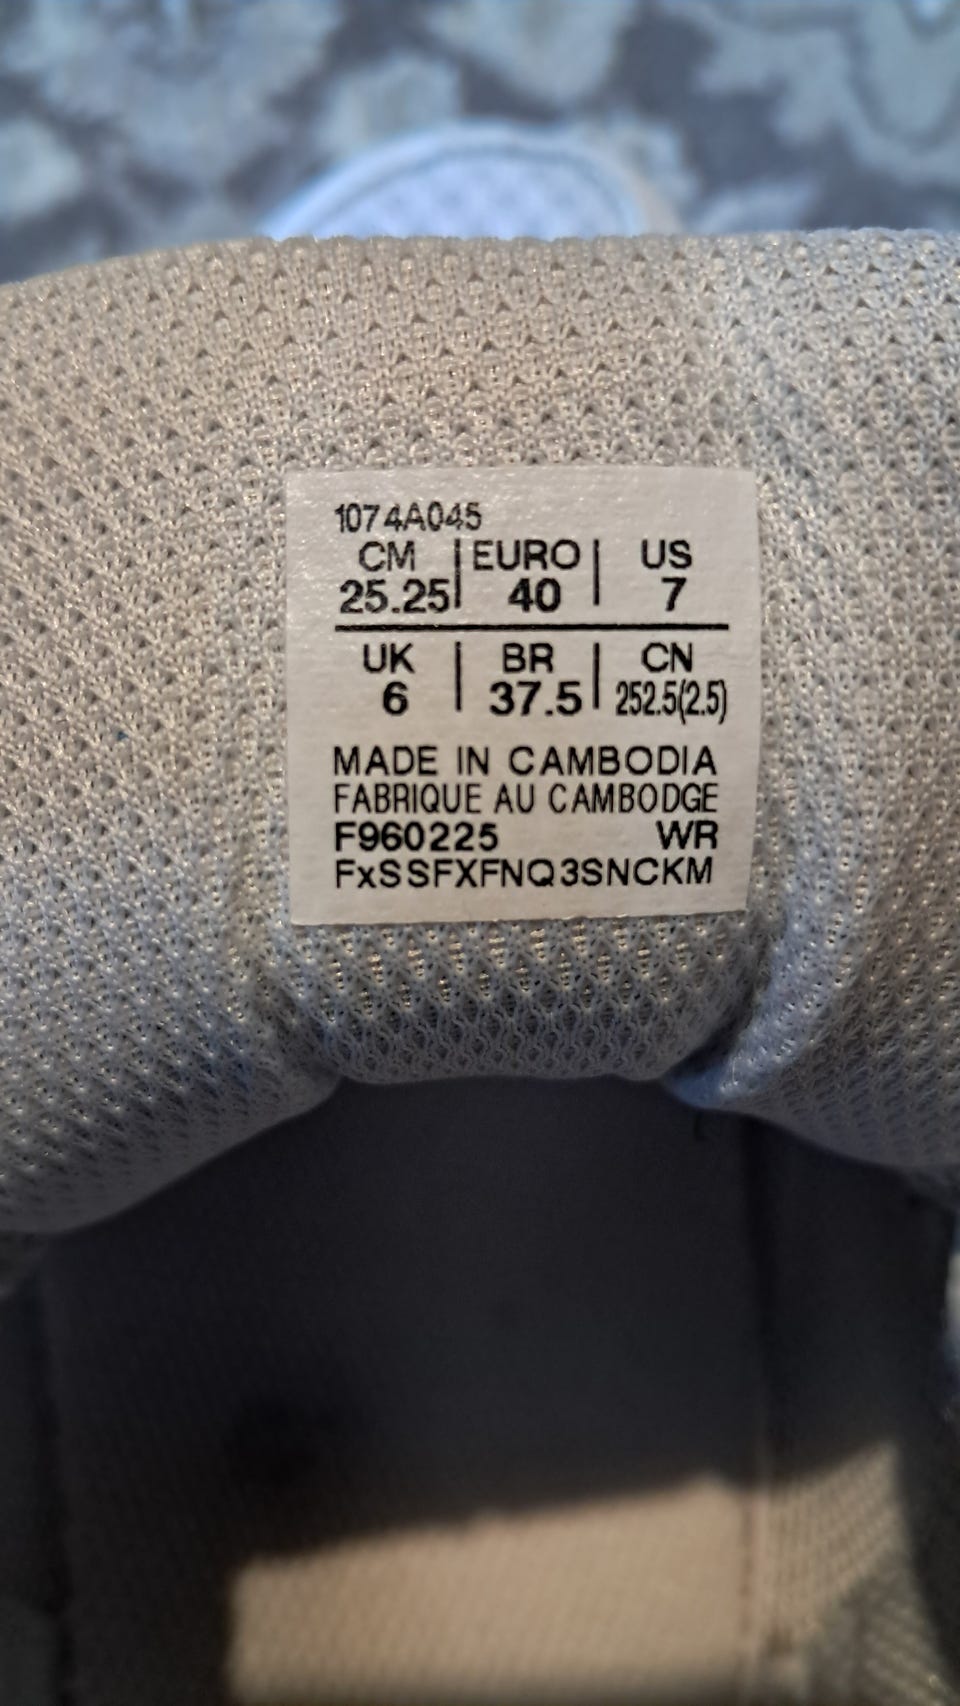 1074A045
CM | EURO | US
25.25 | 40 | 7
UK | BR | CN
6 | 37.5 | 252.5(2.5)
MADE IN CAMBODIA
FABRIQUE AU CAMBODGE
F960225 WR
FxSSFXFNQ3SNCKM